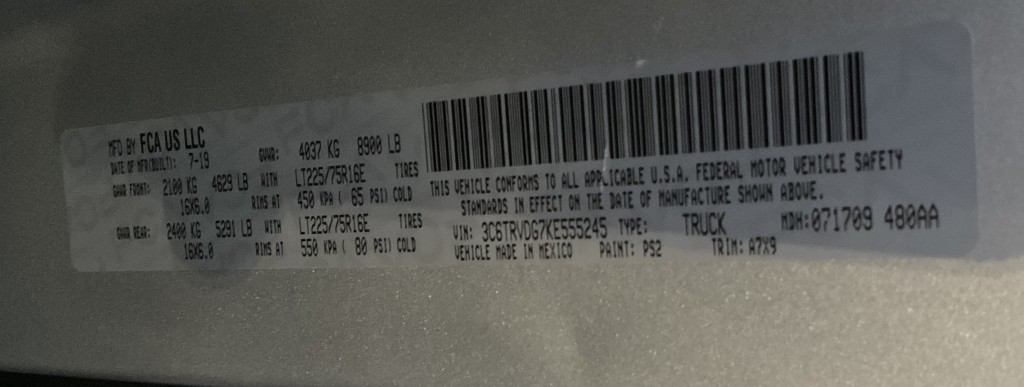 MFD BY FCA US LLC
DATE OF MFR(BUILT): 7-19 GVWR: 4037 KG 8900 LB
GAWR FRONT: 2100 KG 4629 LB WITH LT225/75R16E TIRES
16X6.0 RIMS AT 450 KPA ( 65 PSI) COLD
GAWR REAR: 2400 KG 5291 LB WITH LT225/75R16E TIRES
16X6.0 RIMS AT 550 KPA ( 80 PSI) COLD
THIS VEHICLE CONFORMS TO ALL APPLICABLE U.S.A. FEDERAL MOTOR VEHICLE SAFETY
STANDARDS IN EFFECT ON THE DATE OF MANUFACTURE SHOWN ABOVE.
VIN: 3C6TRVDG7KE555245 TYPE: TRUCK MDH:071709 480AA
VEHICLE MADE IN MEXICO PAINT: PS2 TRIM: A7X9